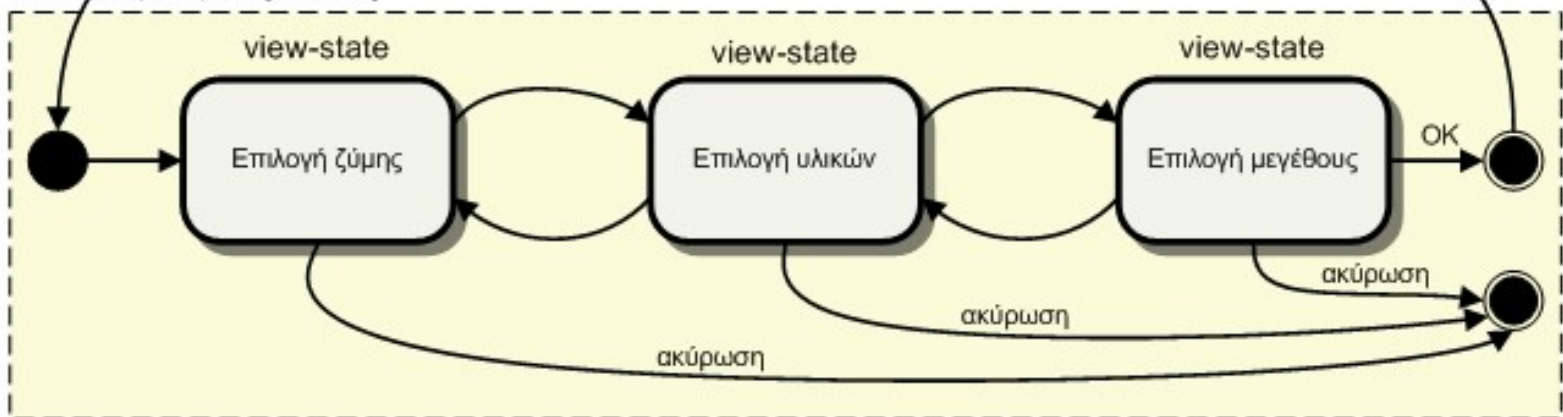 view-state
view-state
view-state
Επιλογή ζύμης
Επιλογή υλικών
Επιλογή μεγέθους
OK
ακύρωση
ακύρωση
ακύρωση